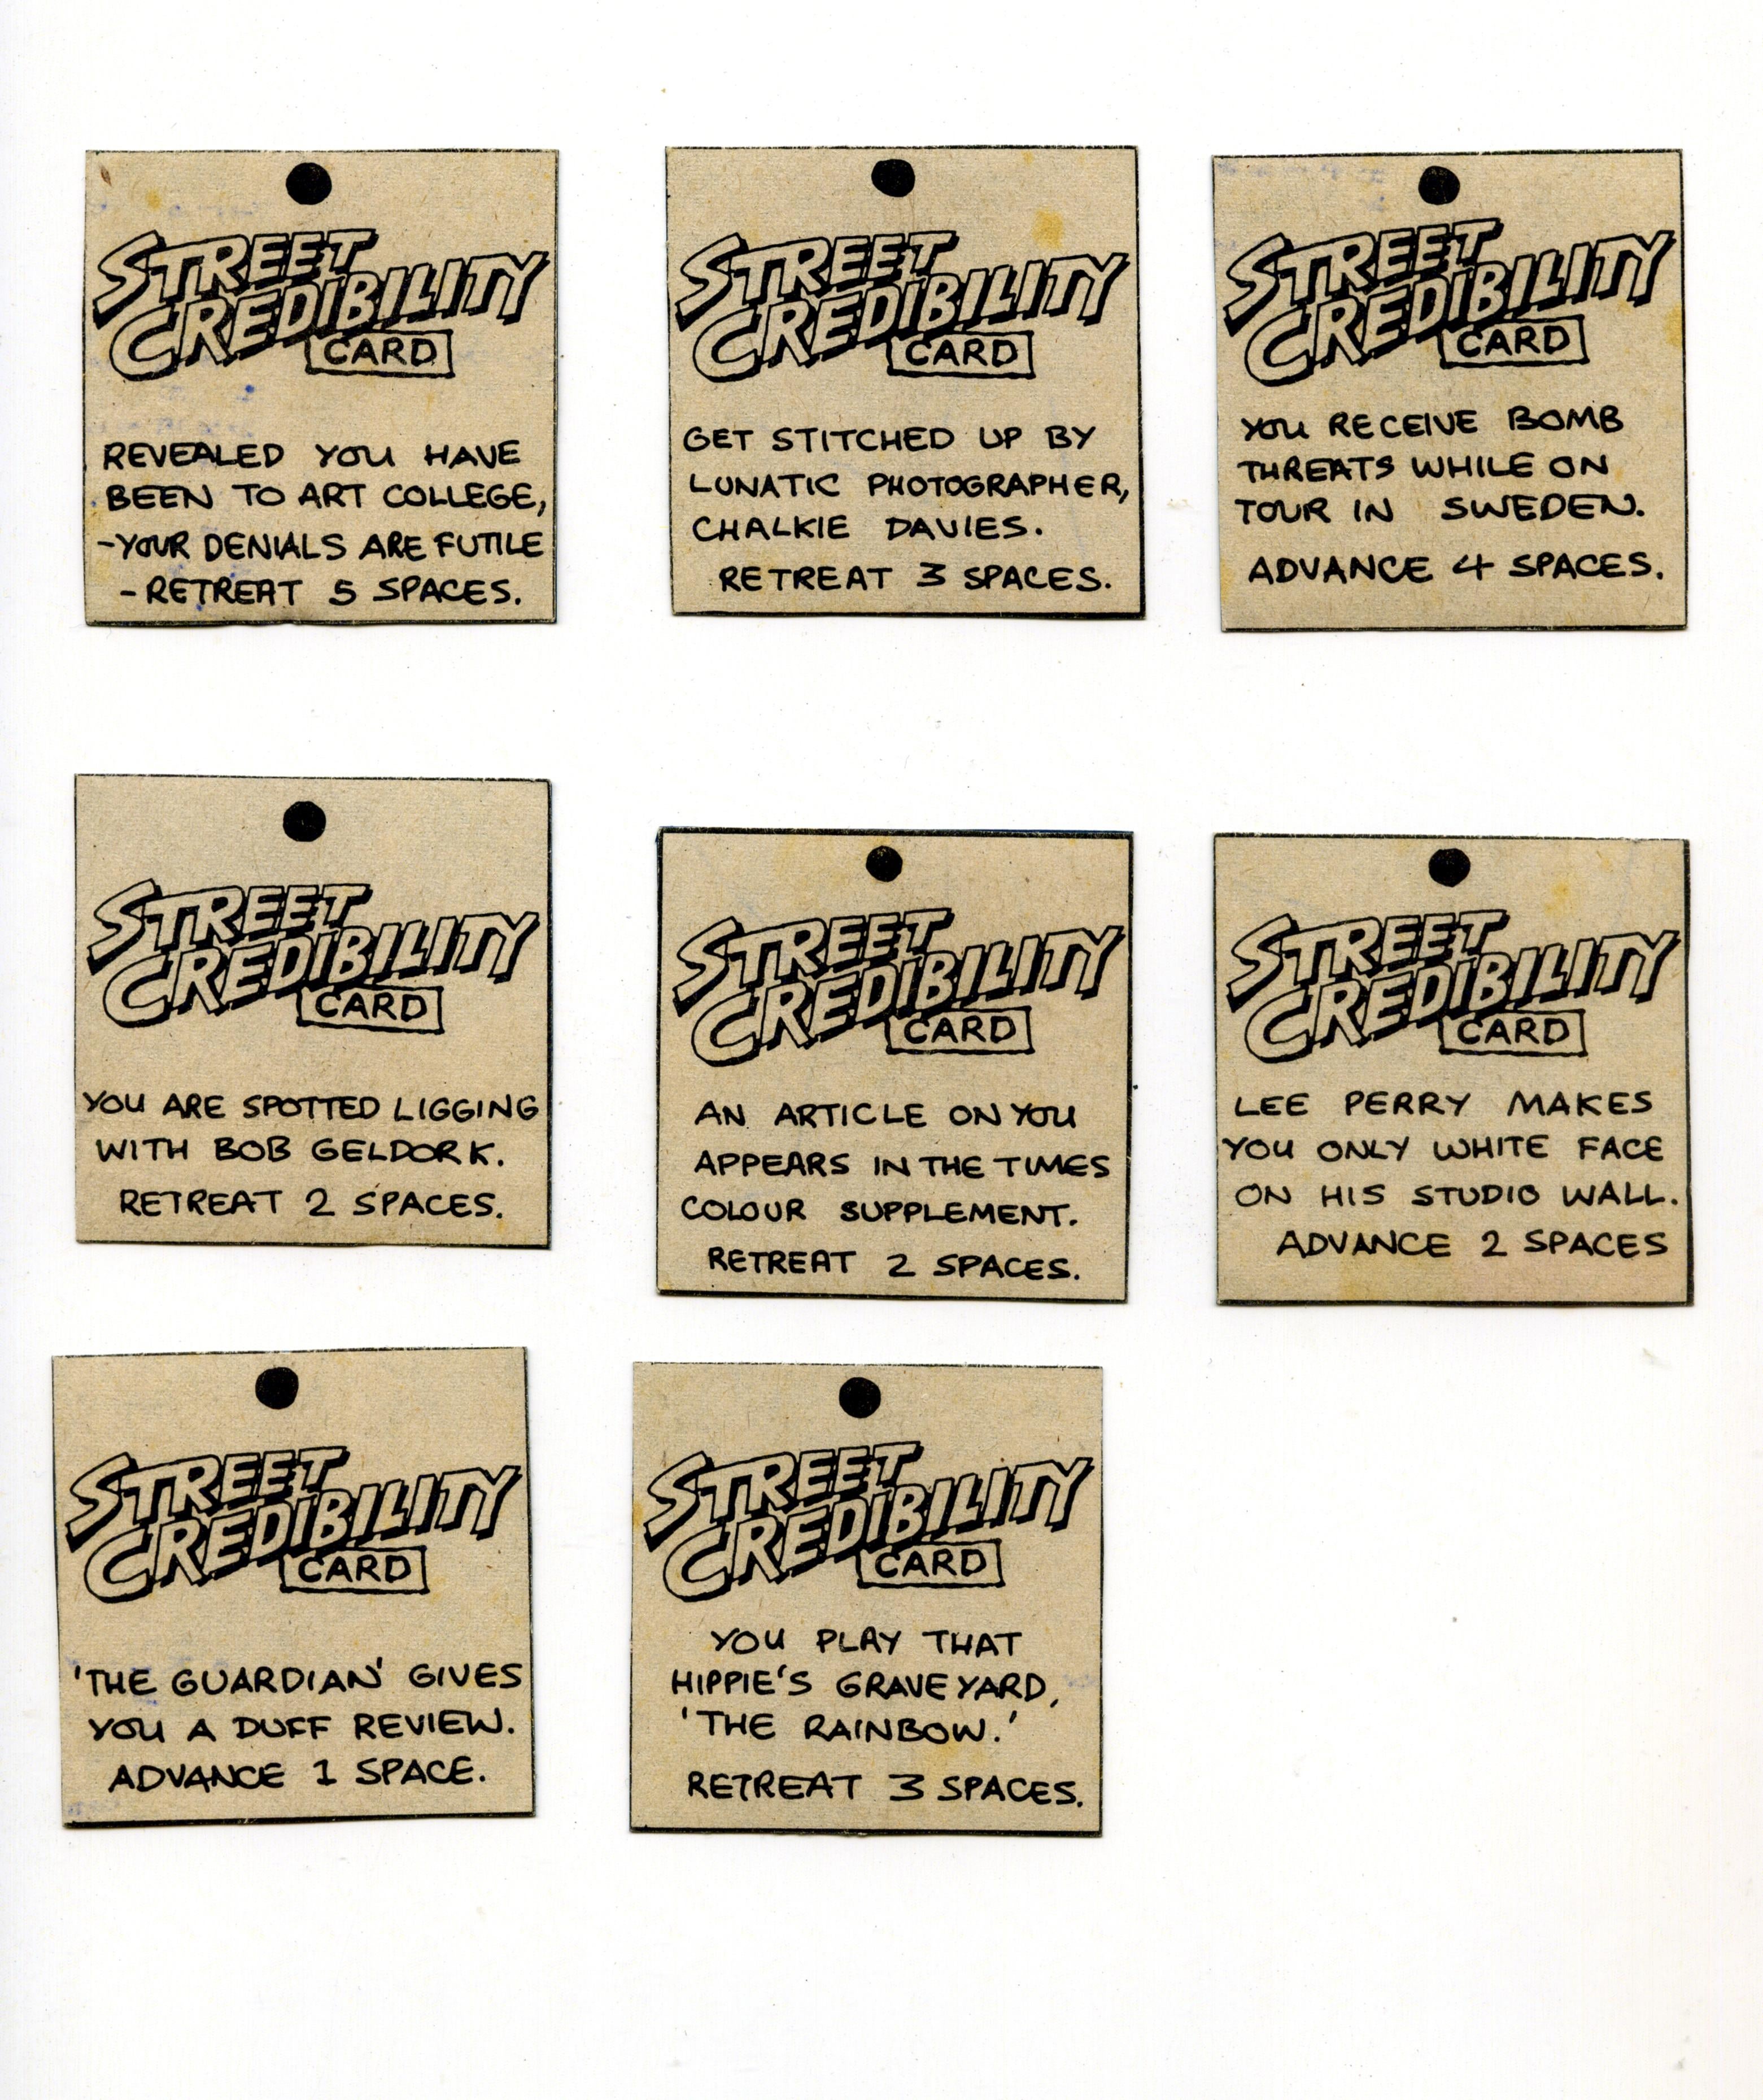 STREET
CREDIBILITY
CARD
REVEALED YOU HAVE
BEEN TO ART COLLEGE,
-YOUR DENIALS ARE FUTILE
-RETREAT 5 SPACES.
STREET
CREDIBILITY
CARD
GET STITCHED UP BY
LUNATIC PHOTOGRAPHER,
CHALKIE DAVIES.
RETREAT 3 SPACES.
STREET
CREDIBILITY
CARD
YOU RECEIVE BOMB
THREATS WHILE ON
TOUR IN SWEDEN.
ADVANCE 4 SPACES.
STREET
CREDIBILITY
CARD
YOU ARE SPOTTED LIGGING
WITH BOB GELDORK.
RETREAT 2 SPACES.
STREET
CREDIBILITY
CARD
AN ARTICLE ON YOU
APPEARS IN THE TIMES
COLOUR SUPPLEMENT.
RETREAT 2 SPACES.
STREET
CREDIBILITY
CARD
LEE PERRY MAKES
YOU ONLY WHITE FACE
ON HIS STUDIO WALL.
ADVANCE 2 SPACES
STREET
CREDIBILITY
CARD
'THE GUARDIAN' GIVES
YOU A DUFF REVIEW.
ADVANCE 1 SPACE.
STREET
CREDIBILITY
CARD
YOU PLAY THAT
HIPPIE'S GRAVEYARD,
'THE RAINBOW.'
RETREAT 3 SPACES.